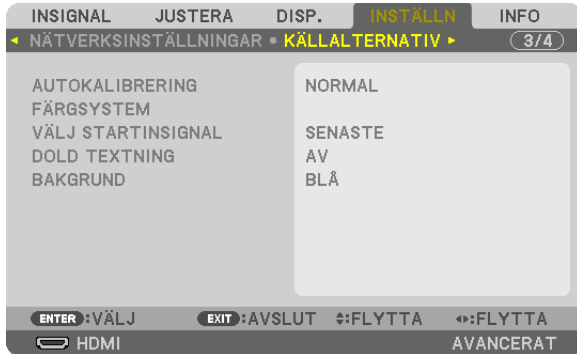 INSIGNAL JUSTERA DISP. INSTÄLLN INFO
NÄTVERKSINSTÄLLNINGAR • KÄLLALTERNATIV 3/4
AUTOKALIBRERING NORMAL
FÄRGSYSTEM
VÄLJ STARTINSIGNAL SENASTE
DOLD TEXTNING AV
BAKGRUND BLÅ
ENTER :VÄLJ EXIT :AVSLUT :FLYTTA :FLYTTA
HDMI AVANCERAT